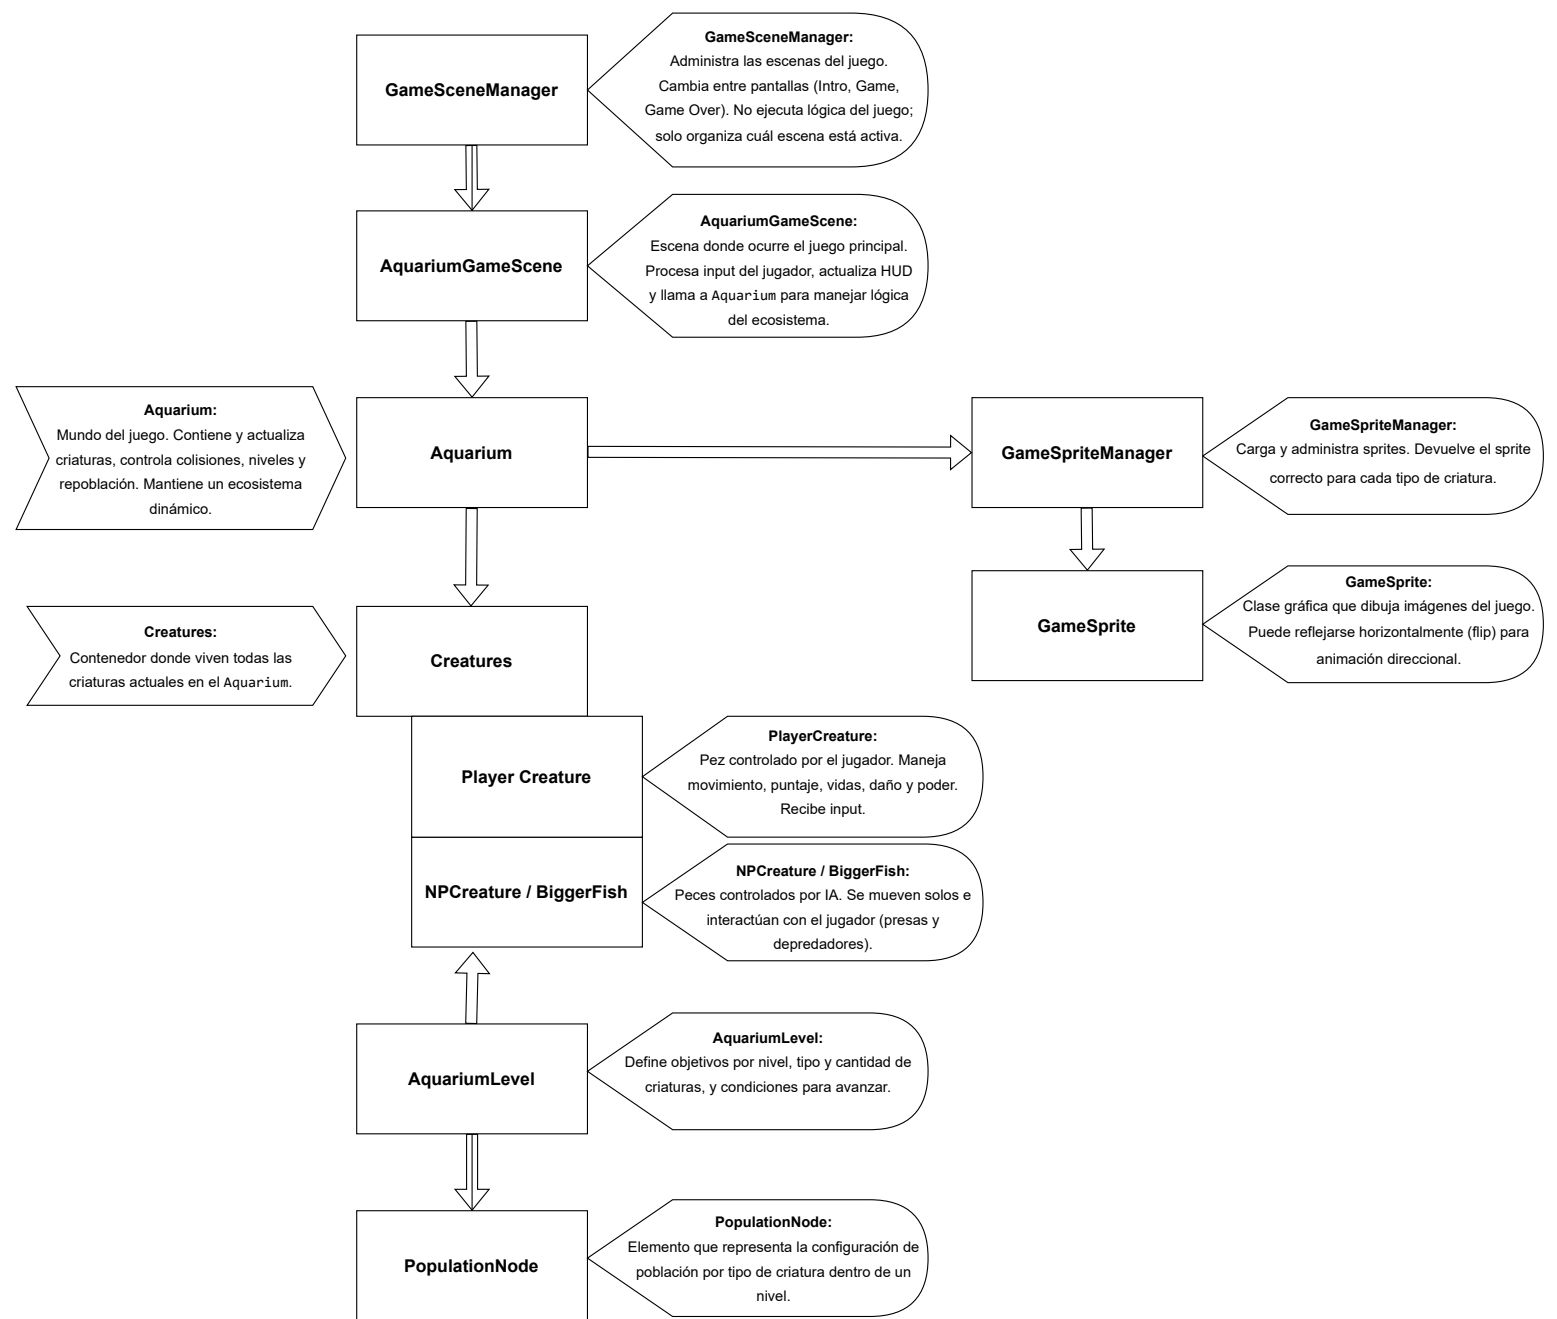 GameSceneManager
GameSceneManager:
Administra las escenas del juego.
Cambia entre pantallas (Intro, Game,
Game Over). No ejecuta lógica del juego;
solo organiza cuál escena está activa.
AquariumGameScene
AquariumGameScene:
Escena donde ocurre el juego principal.
Procesa input del jugador, actualiza HUD
y llama a Aquarium para manejar lógica
del ecosistema.
Aquarium:
Mundo del juego. Contiene y actualiza
criaturas, controla colisiones, niveles y
repoblación. Mantiene un ecosistema
dinámico.
Aquarium
GameSpriteManager
GameSpriteManager:
Carga y administra sprites. Devuelve el sprite
correcto para cada tipo de criatura.
GameSprite
GameSprite:
Clase gráfica que dibuja imágenes del juego.
Puede reflejarse horizontalmente (flip) para
animación direccional.
Creatures:
Contenedor donde viven todas las
criaturas actuales en el Aquarium.
Creatures
Player Creature
PlayerCreature:
Pez controlado por el jugador. Maneja
movimiento, puntaje, vidas, daño y poder.
Recibe input.
NPCreature / BiggerFish
NPCreature / BiggerFish:
Peces controlados por IA. Se mueven solos e
interactúan con el jugador (presas y
depredadores).
AquariumLevel
AquariumLevel:
Define objetivos por nivel, tipo y cantidad de
criaturas, y condiciones para avanzar.
PopulationNode
PopulationNode:
Elemento que representa la configuración de
población por tipo de criatura dentro de un
nivel.